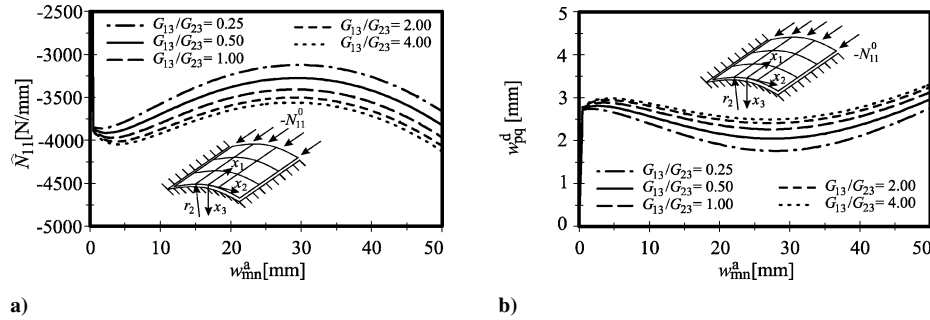 -2500
-3000
-3500
-4000
-4500
-5000
N̂11[N/mm]
G13/G23= 0.25
G13/G23= 0.50
G13/G23= 1.00
G13/G23= 2.00
G13/G23= 4.00
-N⁰11
x1
x2
r2
x3
0 10 20 30 40 50
wᵃmn[mm]
a)
5
4
3
2
1
0
wᵈpq [mm]
-N⁰11
x1
x2
r2
x3
G13/G23= 0.25
G13/G23= 0.50
G13/G23= 1.00
G13/G23= 2.00
G13/G23= 4.00
0 10 20 30 40 50
wᵃmn[mm]
b)